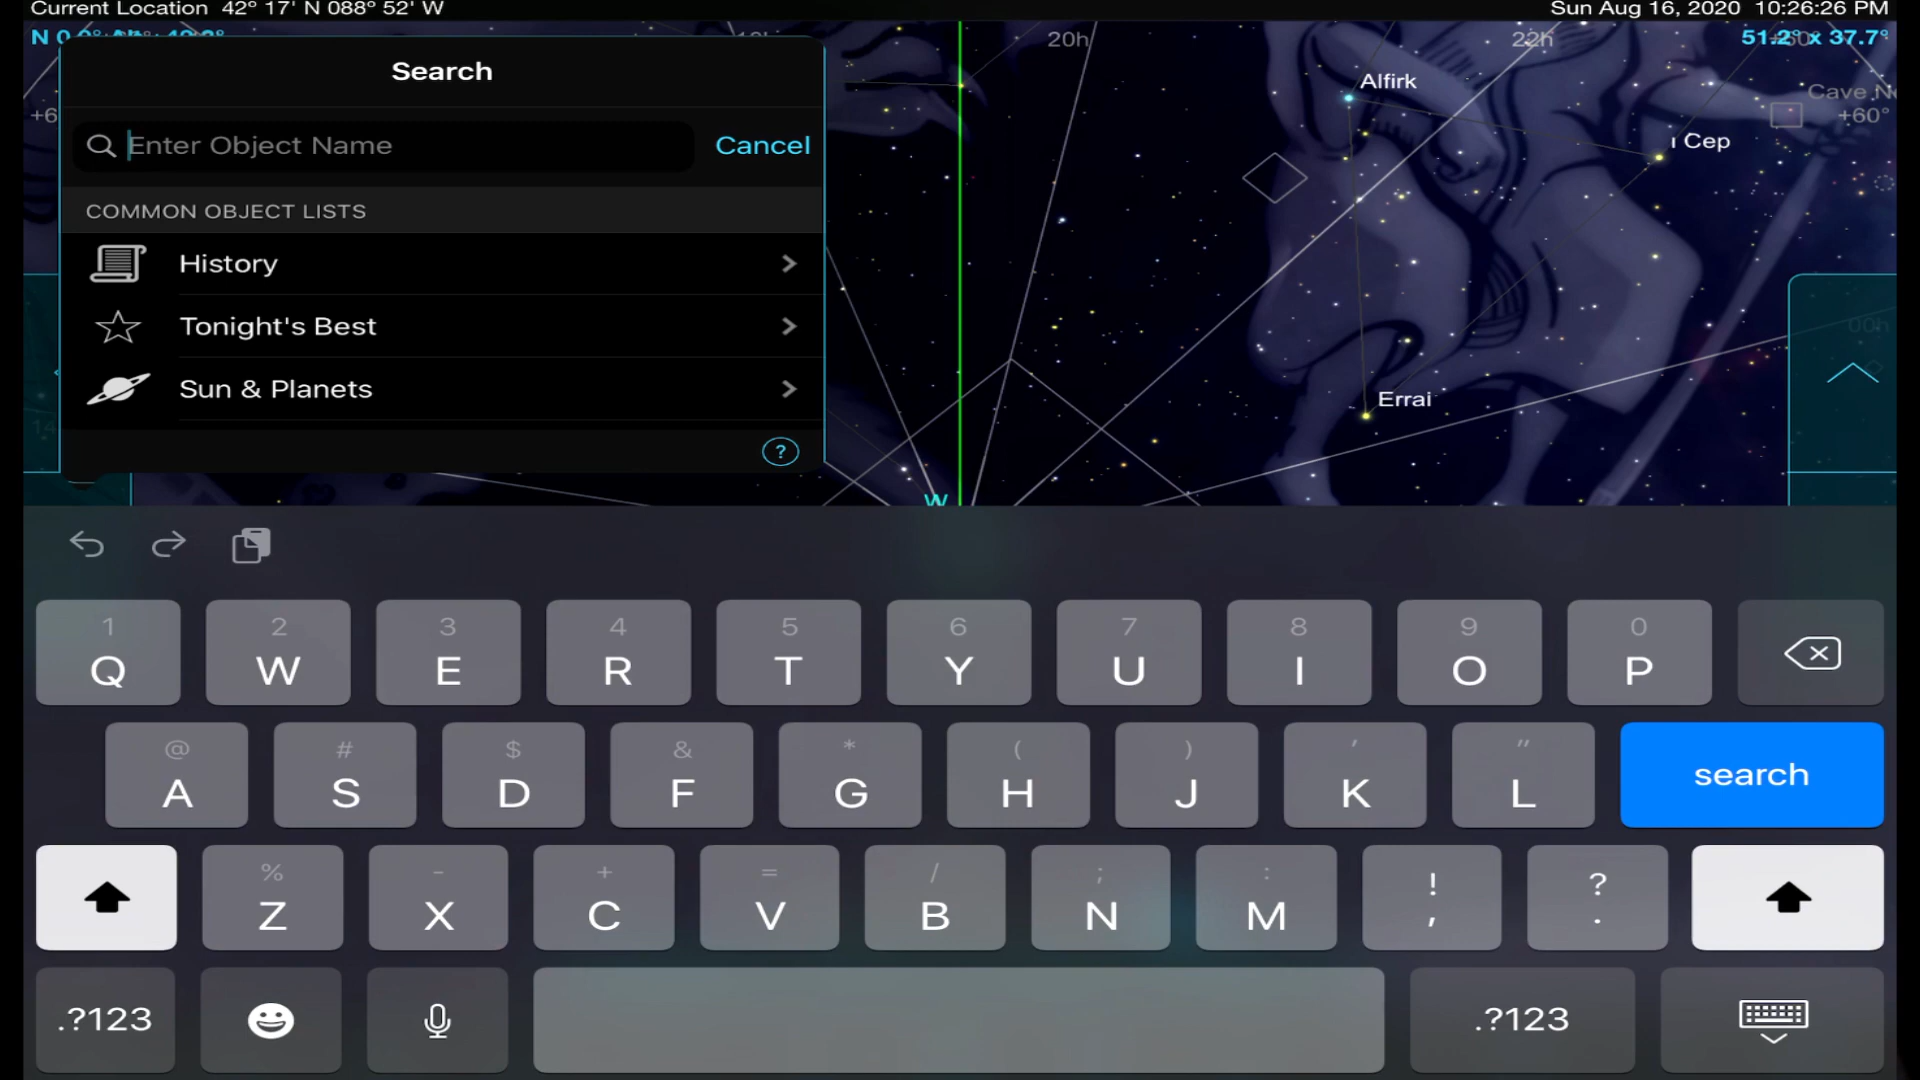 Current Location 42° 17' N 088° 52' W
Sun Aug 16, 2020 10:26:26 PM
51.2° x 37.7°
20h
22h
Search
Enter Object Name
Cancel
COMMON OBJECT LISTS
History
Tonight's Best
Sun & Planets
?
Alfirk
ι Cep
Cave
+60°
00h
Errai
W
1 2 3 4 5 6 7 8 9 0
Q W E R T Y U I O P
@ # $ & * ( ) ' "
A S D F G H J K L
search
% - + = / ; : ! ?
Z X C V B N M , .
.?123
.?123